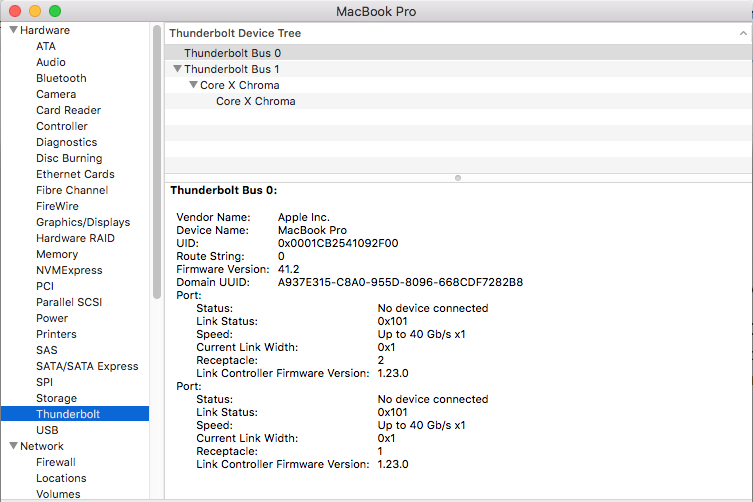 MacBook Pro
Hardware
ATA
Audio
Bluetooth
Camera
Card Reader
Controller
Diagnostics
Disc Burning
Ethernet Cards
Fibre Channel
FireWire
Graphics/Displays
Hardware RAID
Memory
NVMExpress
PCI
Parallel SCSI
Power
Printers
SAS
SATA/SATA Express
SPI
Storage
Thunderbolt
USB
Network
Firewall
Locations
Volumes
Thunderbolt Device Tree
Thunderbolt Bus 0
Thunderbolt Bus 1
Core X Chroma
Core X Chroma
Thunderbolt Bus 0:
Vendor Name: Apple Inc.
Device Name: MacBook Pro
UID: 0x0001CB2541092F00
Route String: 0
Firmware Version: 41.2
Domain UUID: A937E315-C8A0-955D-8096-668CDF7282B8
Port:
Status: No device connected
Link Status: 0x101
Speed: Up to 40 Gb/s x1
Current Link Width: 0x1
Receptacle: 2
Link Controller Firmware Version: 1.23.0
Port:
Status: No device connected
Link Status: 0x101
Speed: Up to 40 Gb/s x1
Current Link Width: 0x1
Receptacle: 1
Link Controller Firmware Version: 1.23.0